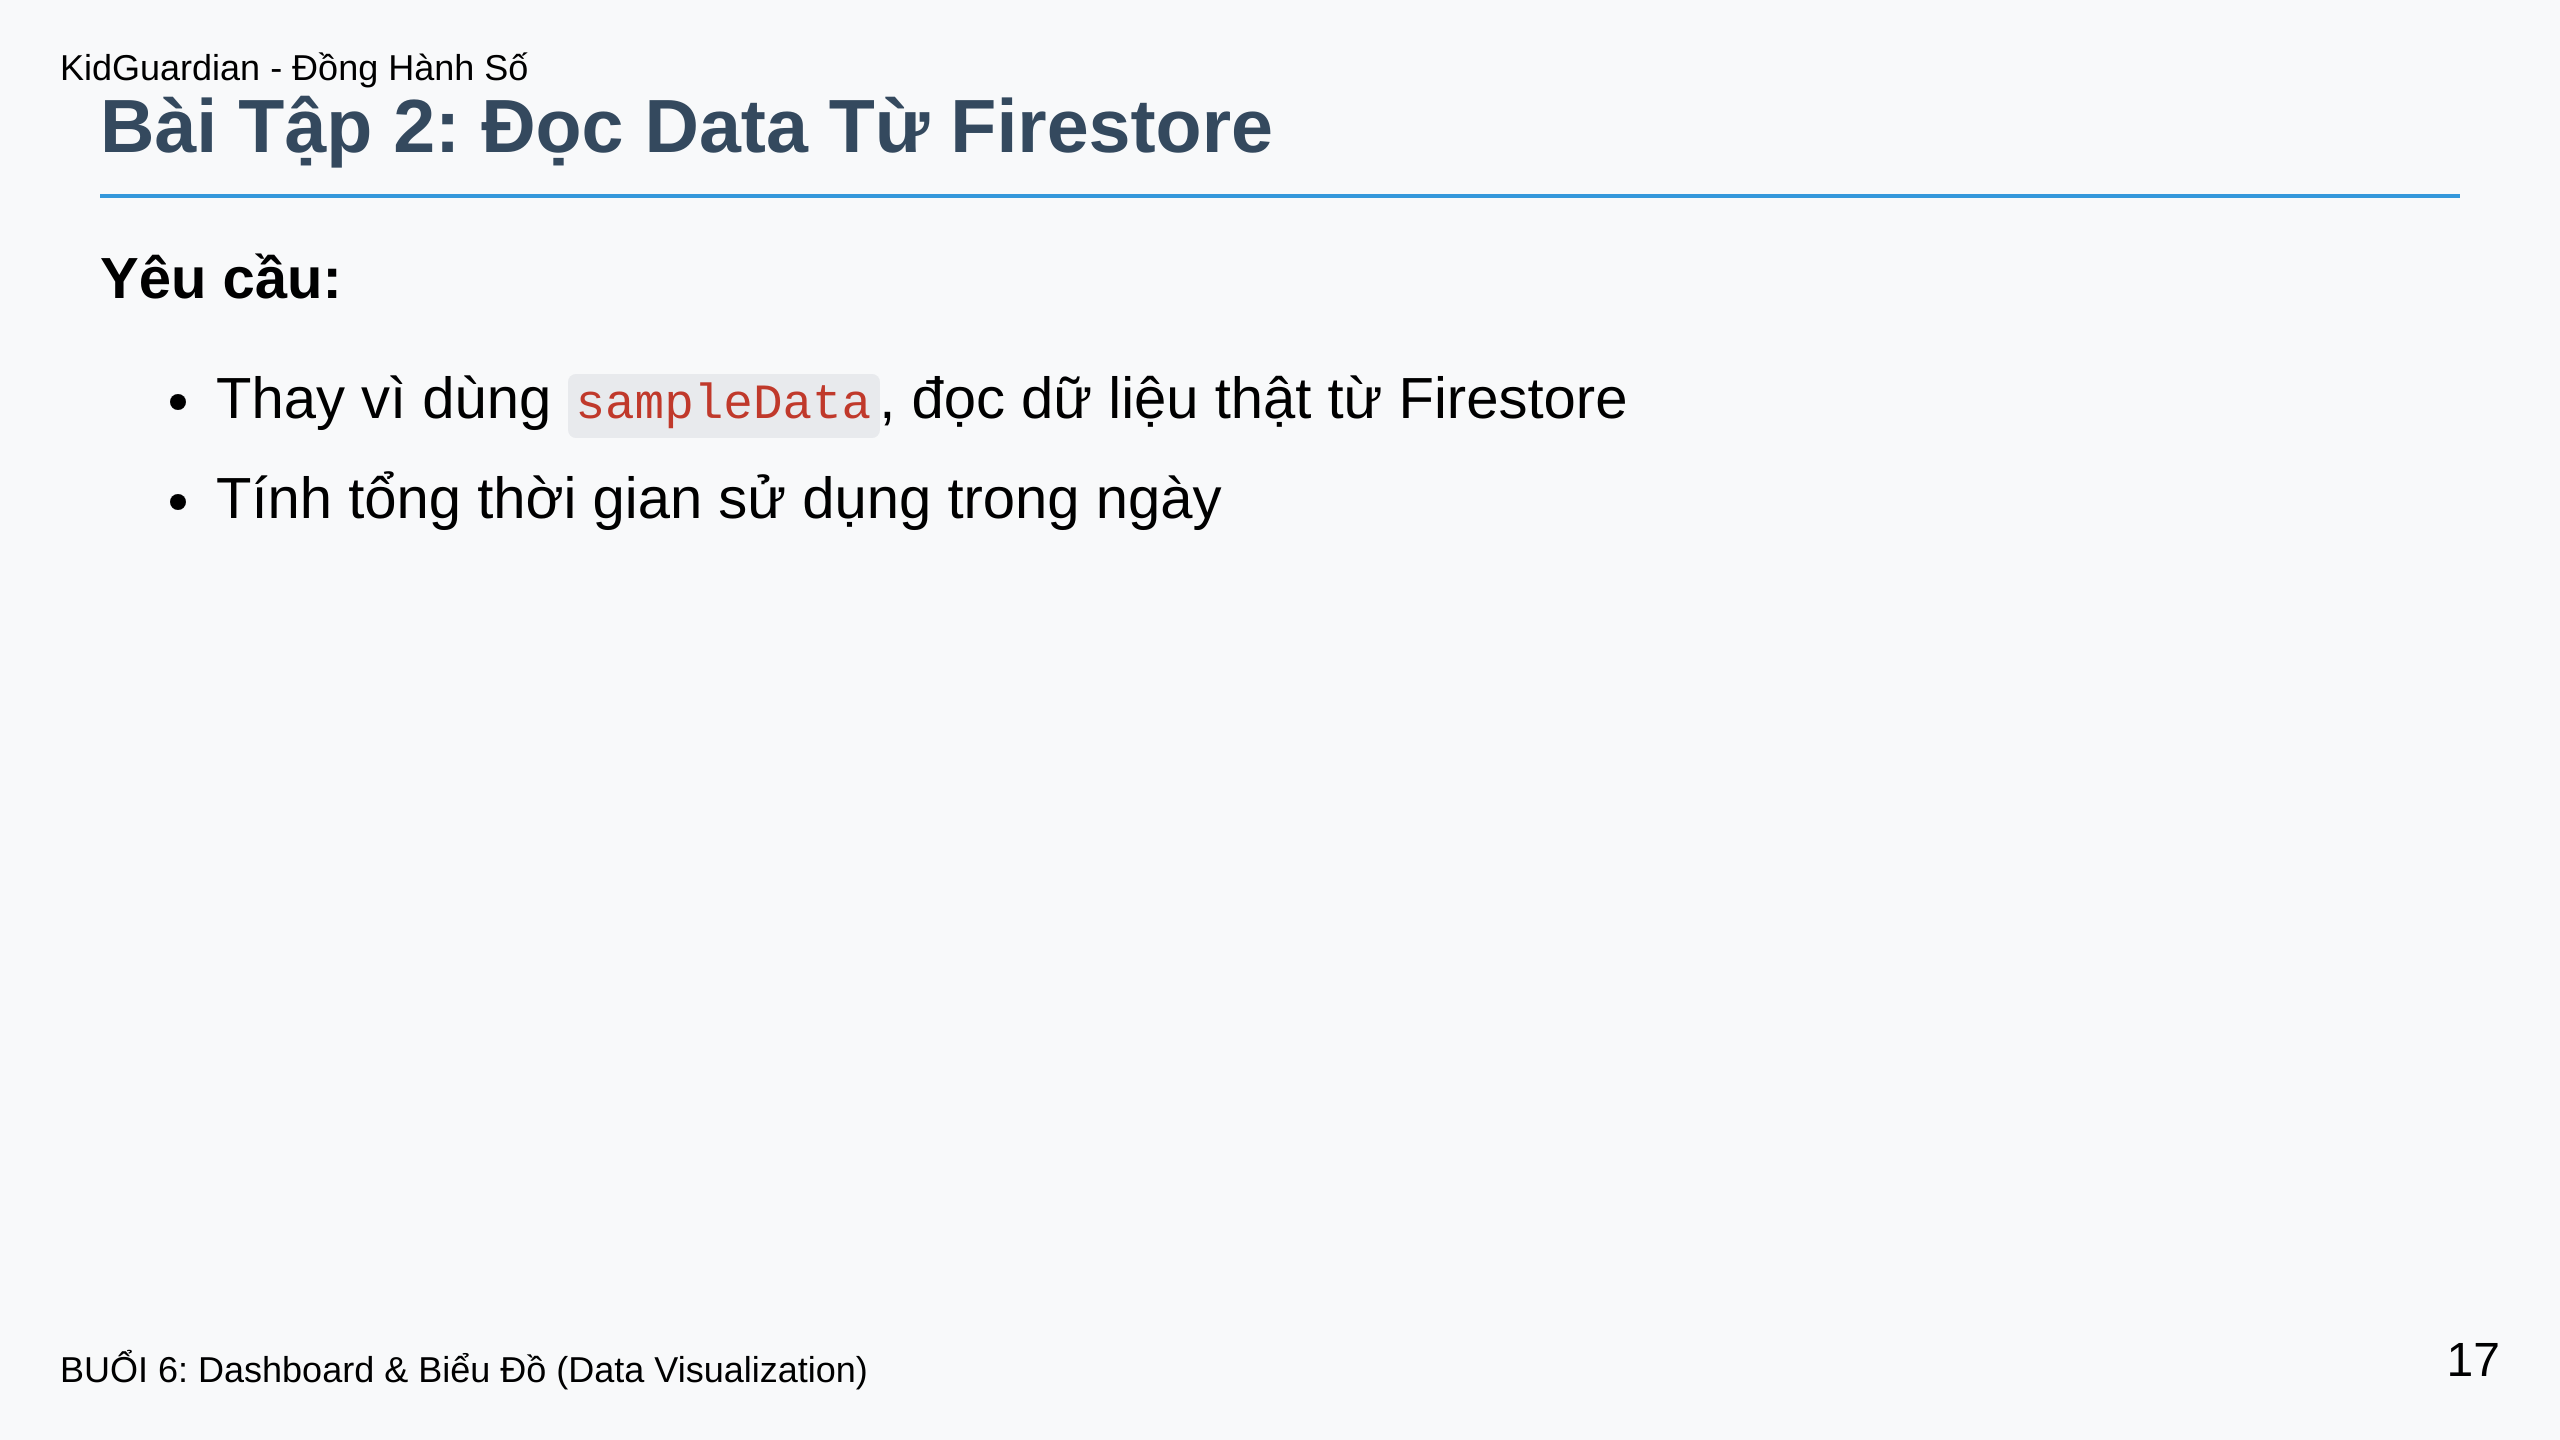 KidGuardian - Đồng Hành Số
Bài Tập 2: Đọc Data Từ Firestore
Yêu cầu:
• Thay vì dùng sampleData, đọc dữ liệu thật từ Firestore
• Tính tổng thời gian sử dụng trong ngày
BUỔI 6: Dashboard & Biểu Đồ (Data Visualization)
17